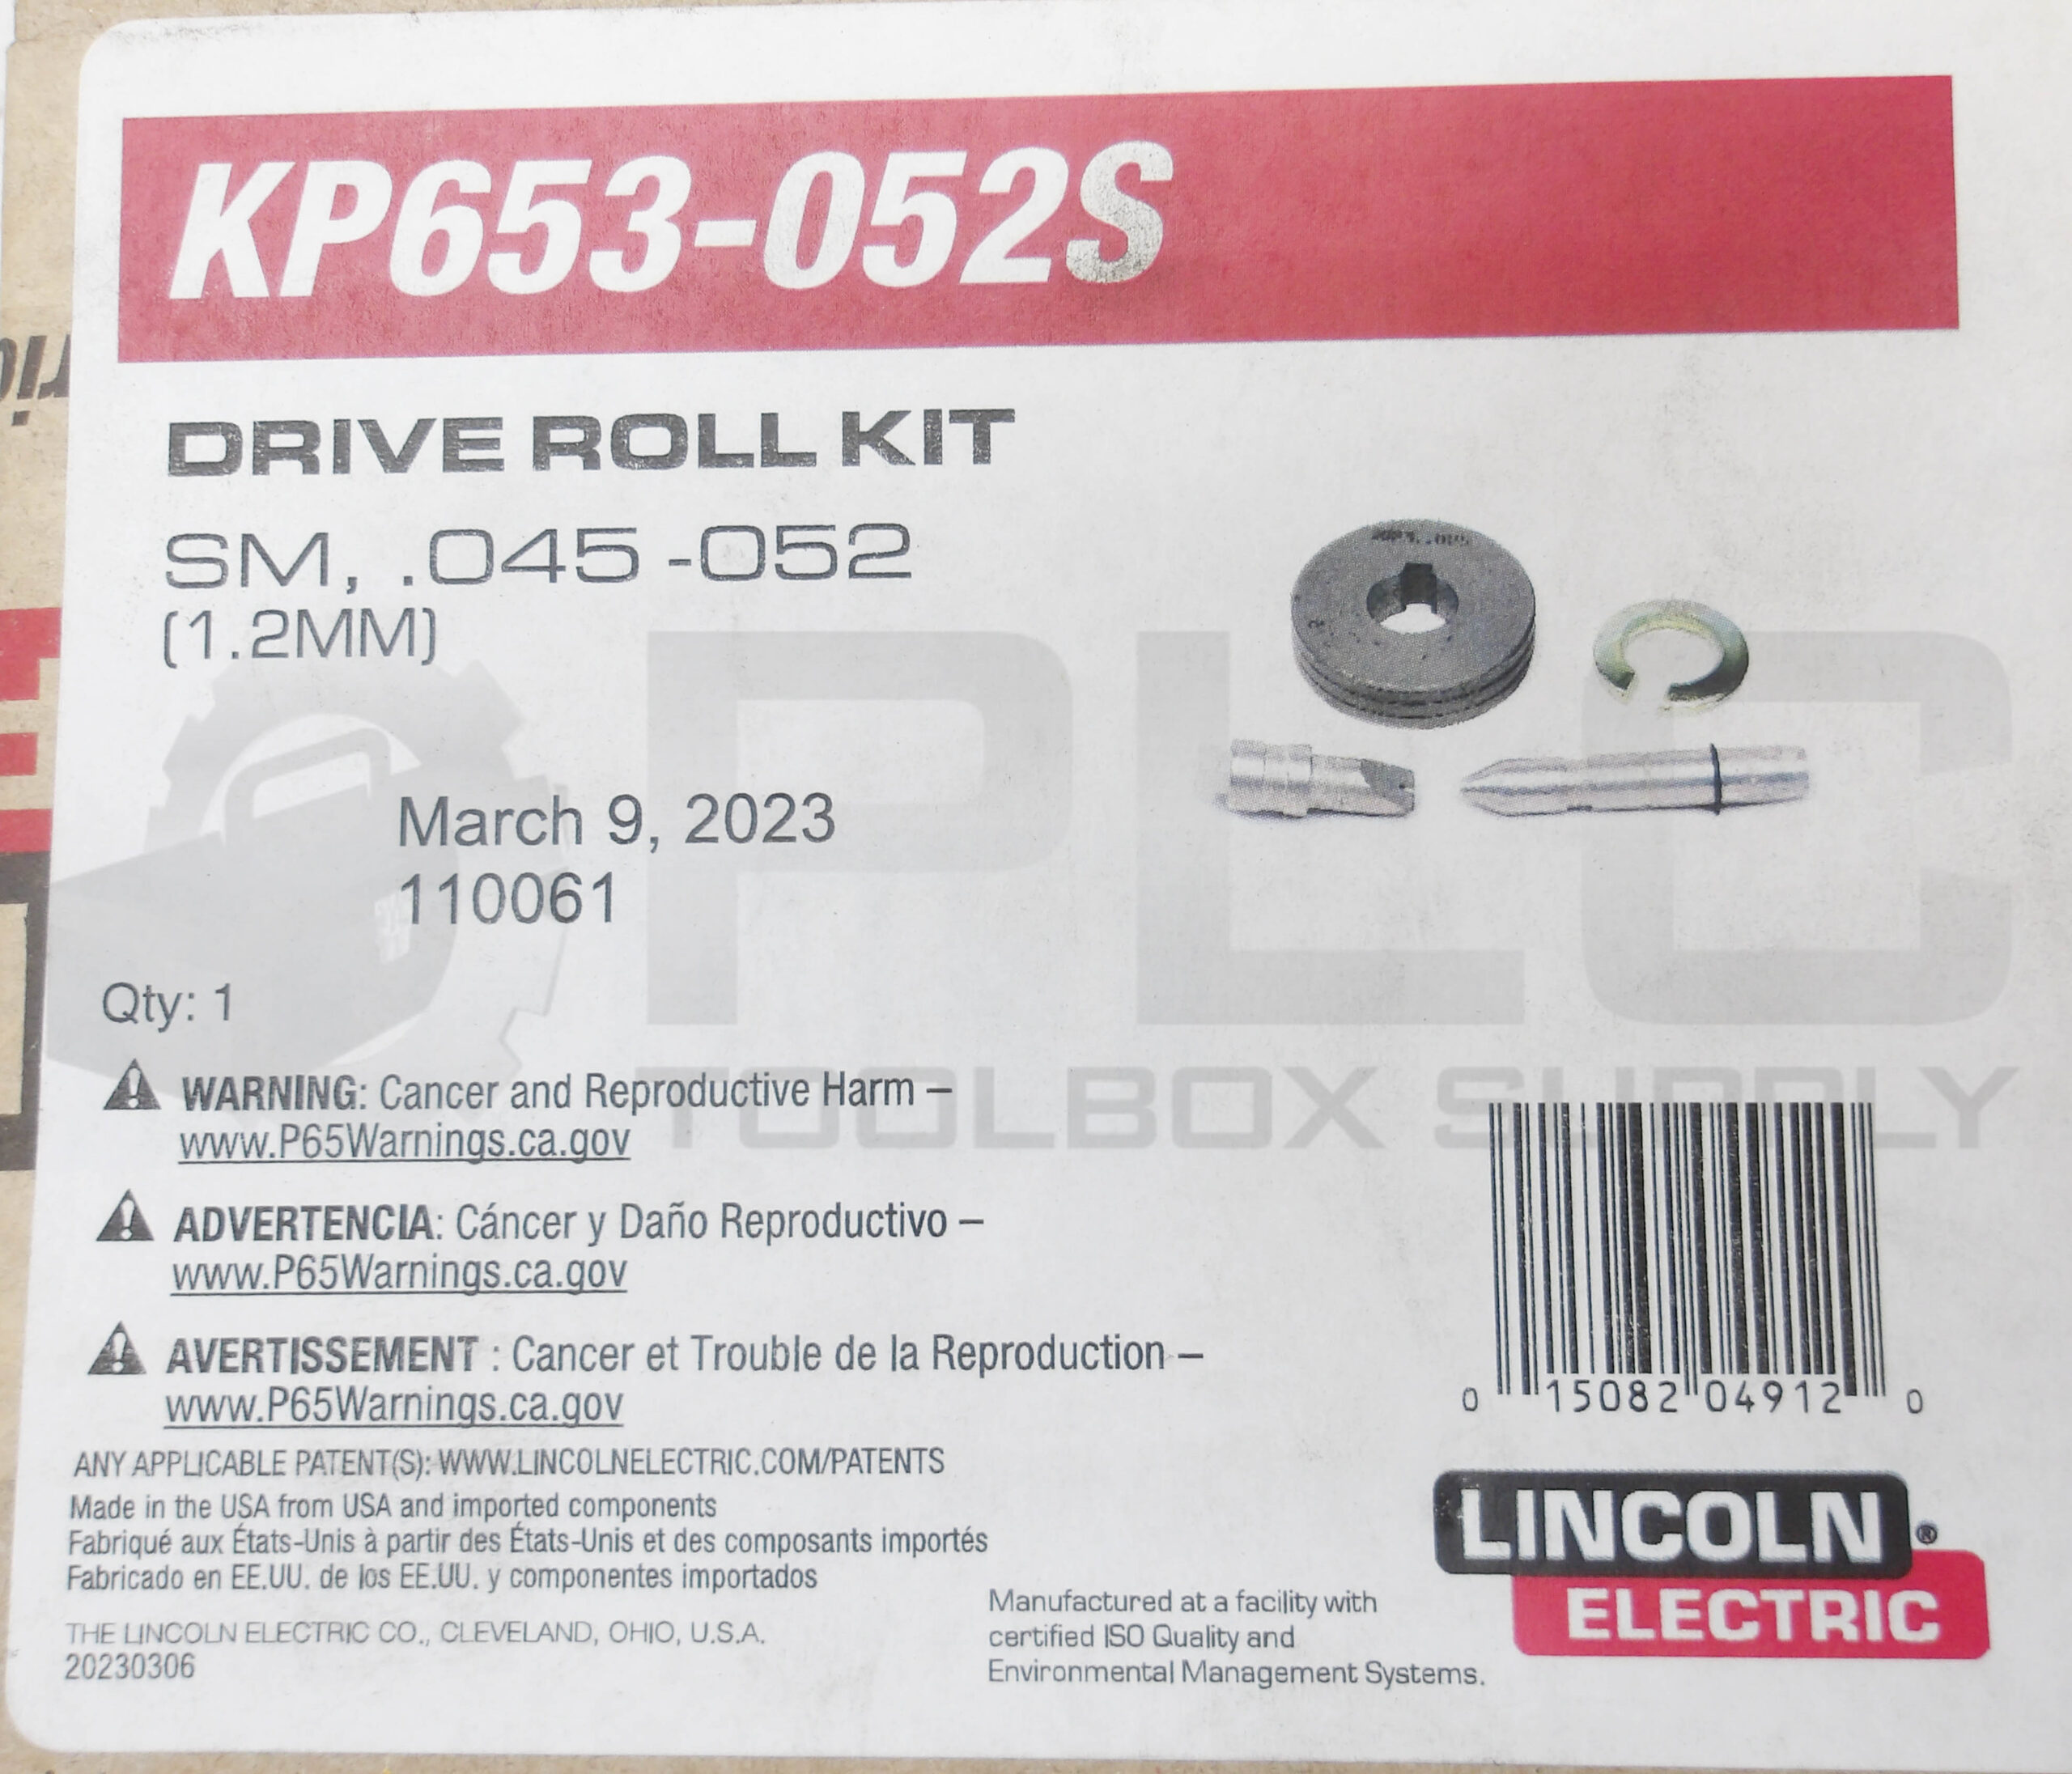 KP653-052S
DRIVE ROLL KIT
SM, .045 -052
(1.2MM)
March 9, 2023
110061
Qty: 1
WARNING: Cancer and Reproductive Harm –
www.P65Warnings.ca.gov
ADVERTENCIA: Cáncer y Daño Reproductivo –
www.P65Warnings.ca.gov
AVERTISSEMENT : Cancer et Trouble de la Reproduction –
www.P65Warnings.ca.gov
ANY APPLICABLE PATENT(S): WWW.LINCOLNELECTRIC.COM/PATENTS
Made in the USA from USA and imported components
Fabriqué aux États-Unis à partir des États-Unis et des composants importés
Fabricado en EE.UU. de los EE.UU. y componentes importados
THE LINCOLN ELECTRIC CO., CLEVELAND, OHIO, U.S.A.
20230306
Manufactured at a facility with
certified ISO Quality and
Environmental Management Systems.
0 15082 04912 0
LINCOLN ®
ELECTRIC
PLC
TOOLBOX SUPPLY